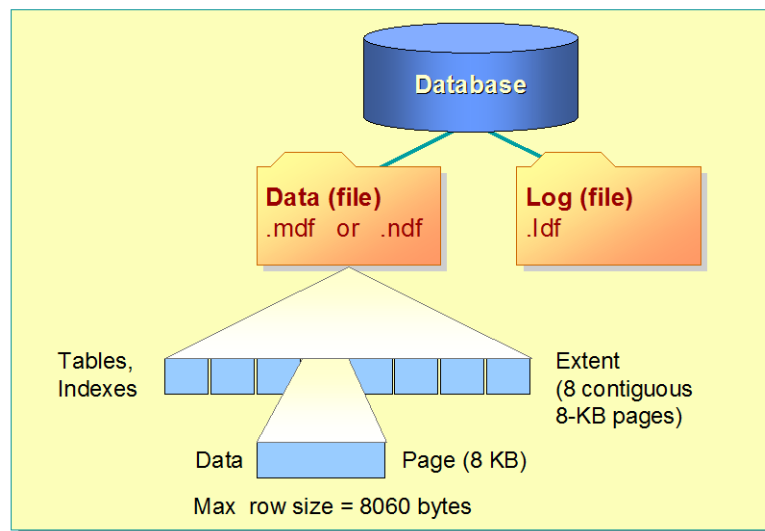 Database
Data (file)
.mdf or .ndf
Log (file)
.ldf
Tables,
Indexes
Extent
(8 contiguous
8-KB pages)
Data
Page (8 KB)
Max row size = 8060 bytes